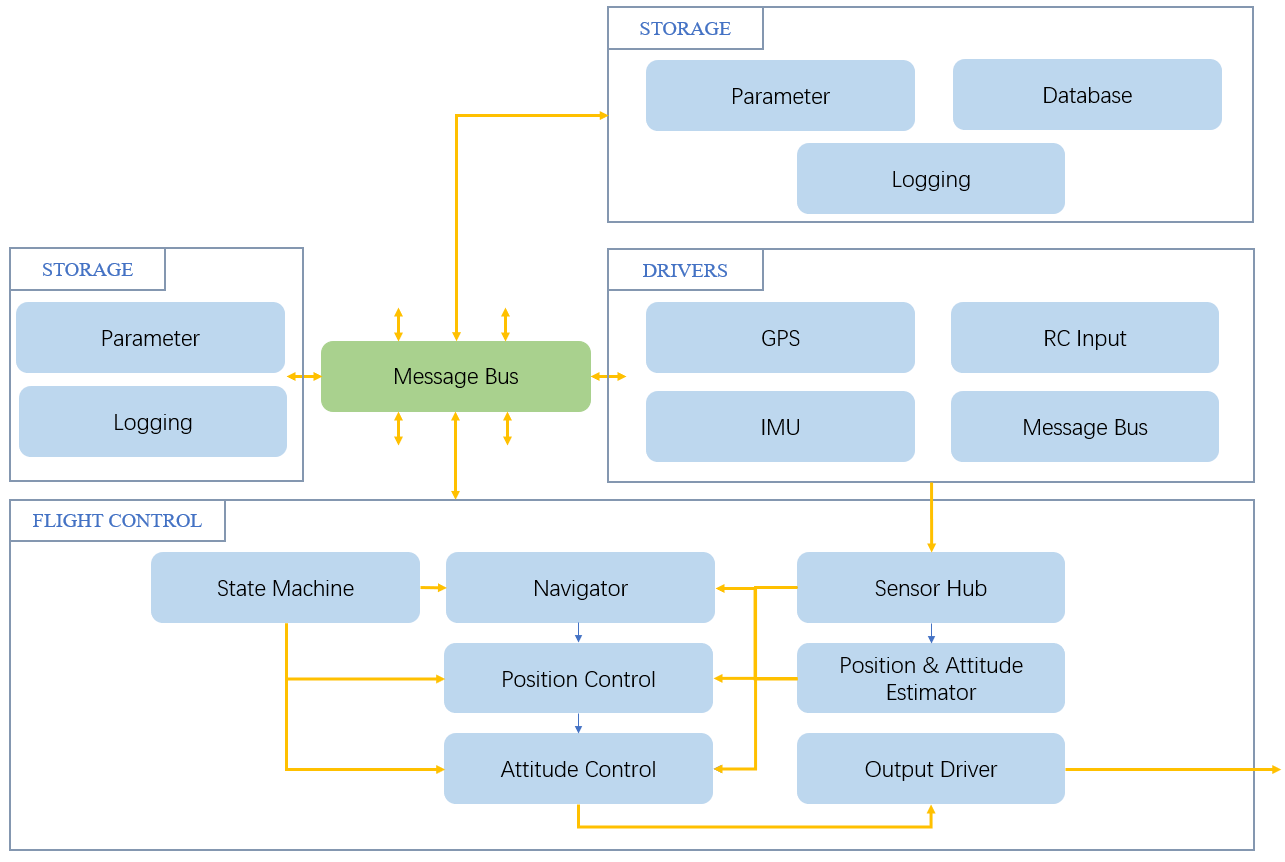 STORAGE
Parameter
Database
Logging
STORAGE
Parameter
Logging
Message Bus
DRIVERS
GPS
RC Input
IMU
Message Bus
FLIGHT CONTROL
State Machine
Navigator
Sensor Hub
Position Control
Position & Attitude
Estimator
Attitude Control
Output Driver